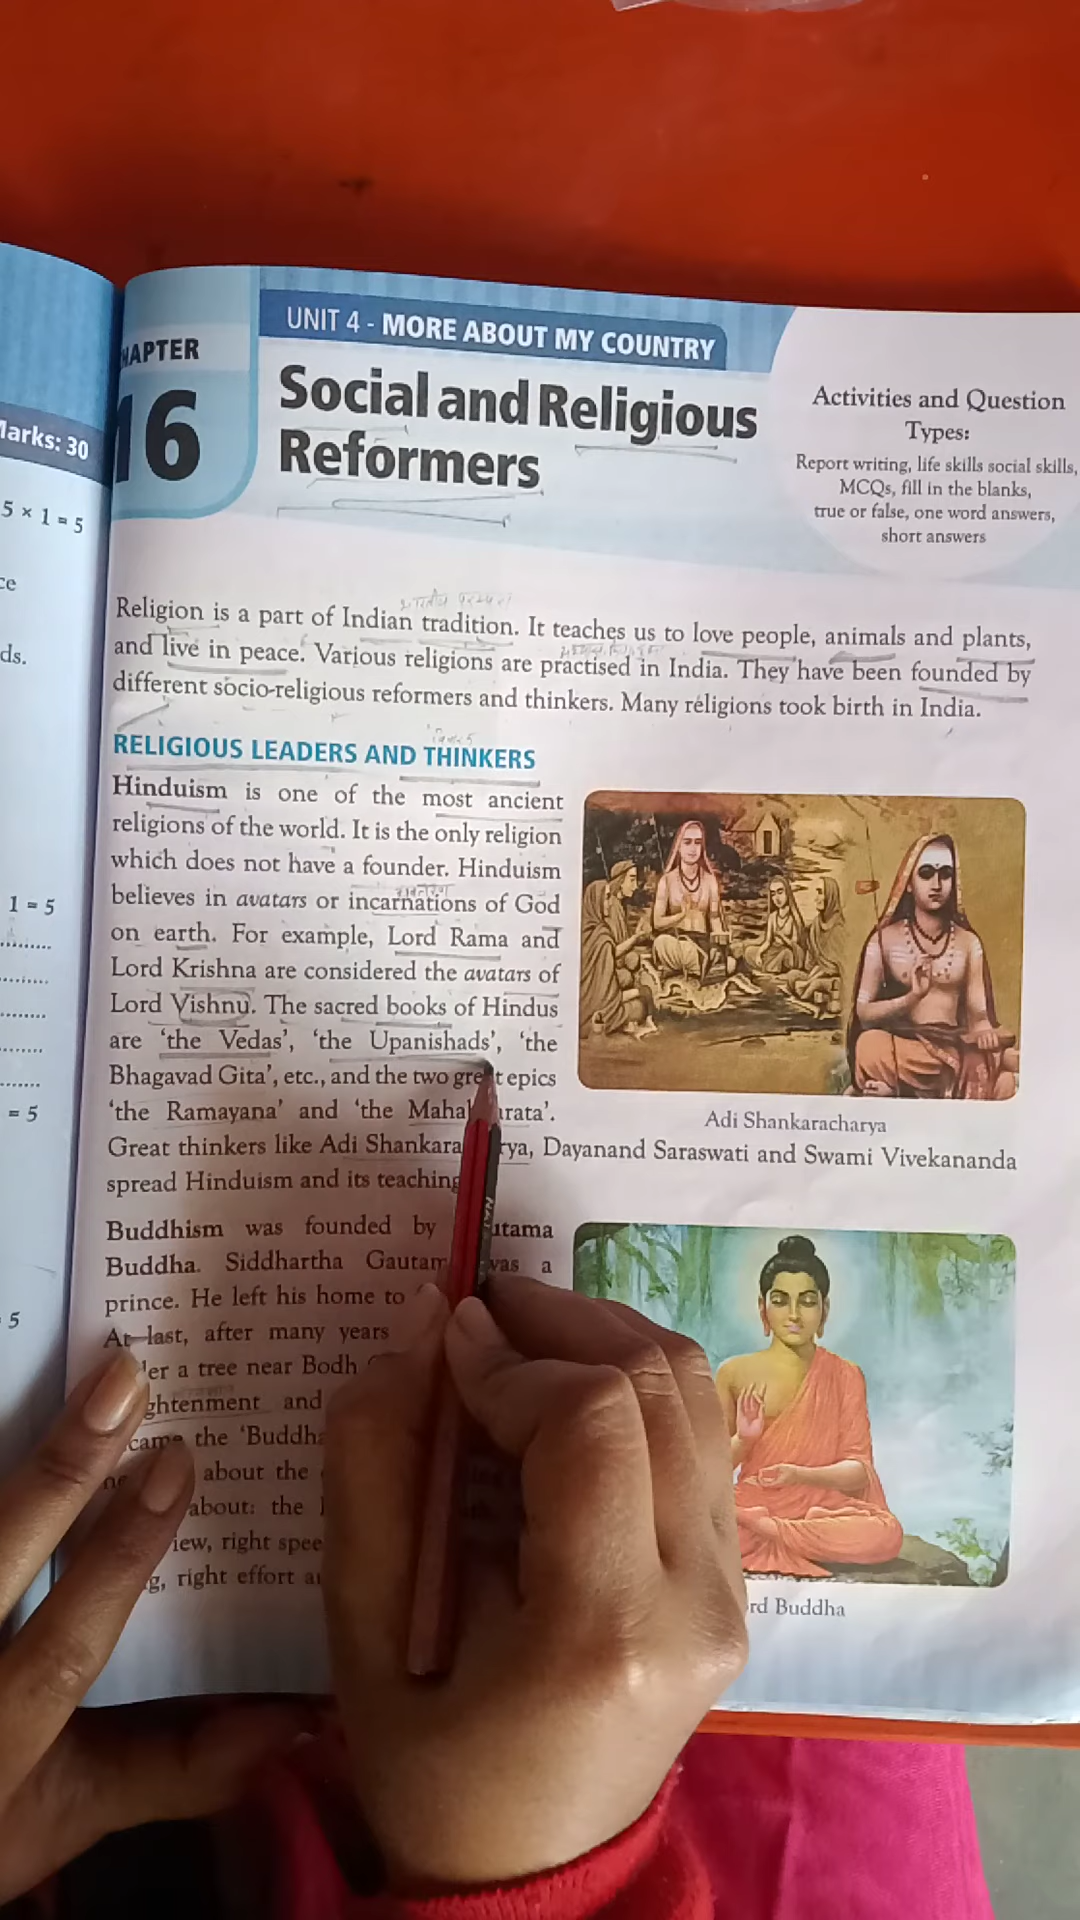 UNIT 4 - MORE ABOUT MY COUNTRY
HAPTER
16
Social and Religious
Reformers
Activities and Question
Types:
Report writing, life skills social skills,
MCQs, fill in the blanks,
true or false, one word answers,
short answers
Marks: 30
5 × 1 = 5
ce
ds.
1 = 5
= 5
5
Religion is a part of Indian tradition. It teaches us to love people, animals and plants,
and live in peace. Various religions are practised in India. They have been founded by
different socio-religious reformers and thinkers. Many religions took birth in India.
RELIGIOUS LEADERS AND THINKERS
Hinduism is one of the most ancient
religions of the world. It is the only religion
which does not have a founder. Hinduism
believes in avatars or incarnations of God
on earth. For example, Lord Rama and
Lord Krishna are considered the avatars of
Lord Vishnu. The sacred books of Hindus
are ‘the Vedas’, ‘the Upanishads’, ‘the
Bhagavad Gita’, etc., and the two great epics
‘the Ramayana’ and ‘the Maha rata’.
Great thinkers like Adi Shankara rya, Dayanand Saraswati and Swami Vivekananda
spread Hinduism and its teaching
Adi Shankaracharya
Buddhism was founded by utama
Buddha. Siddhartha Gautam was a
prince. He left his home to
At last, after many years
er a tree near Bodh
ghtenment and
came the ‘Buddha
about the
about: the
iew, right spee
g, right effort a
rd Buddha